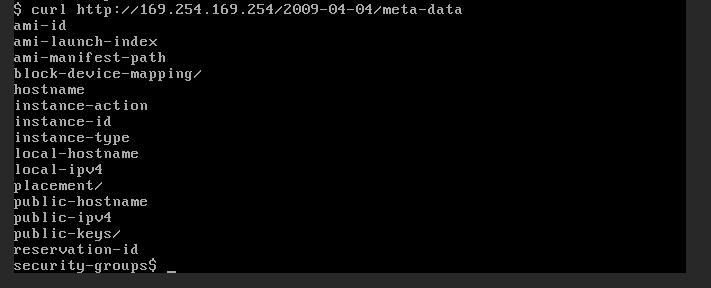 $ curl http://169.254.169.254/2009-04-04/meta-data
ami-id
ami-launch-index
ami-manifest-path
block-device-mapping/
hostname
instance-action
instance-id
instance-type
local-hostname
local-ipv4
placement/
public-hostname
public-ipv4
public-keys/
reservation-id
security-groups$ _